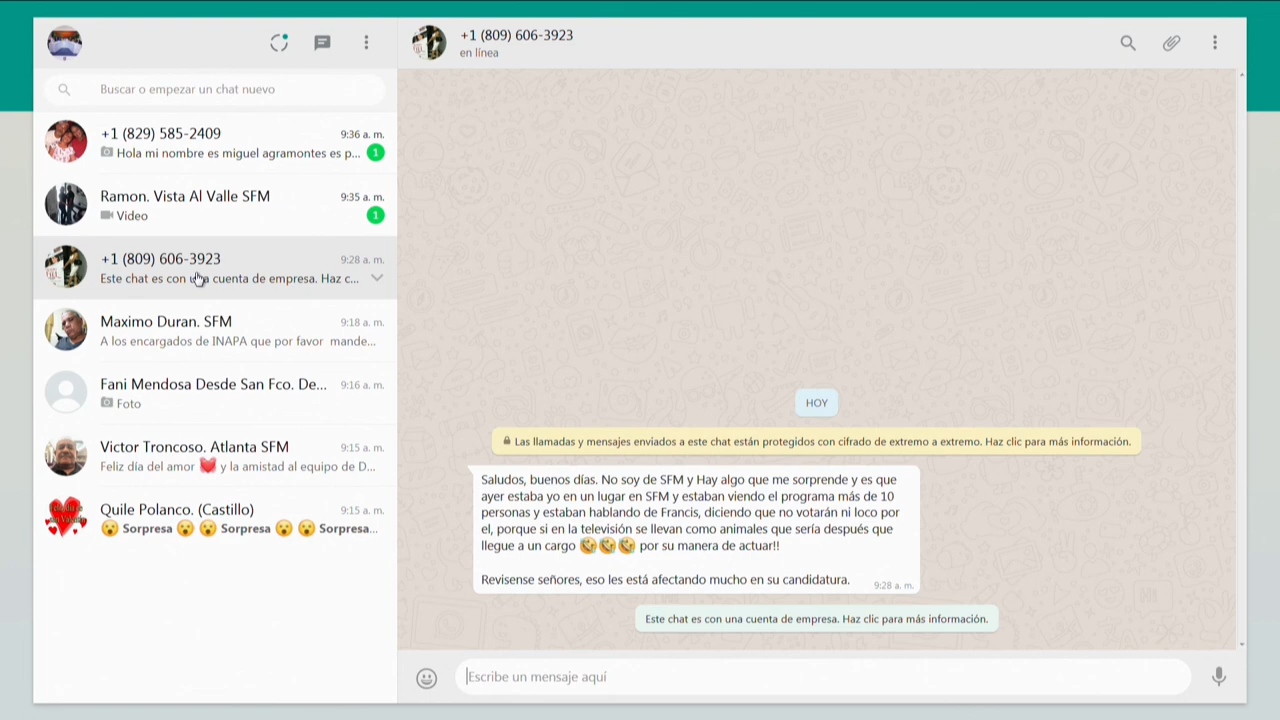 +1 (809) 606-3923
en línea
Buscar o empezar un chat nuevo
+1 (829) 585-2409
9:36 a. m.
Hola mi nombre es miguel agramontes es p...
1
Ramon. Vista Al Valle SFM
9:35 a. m.
Video
1
+1 (809) 606-3923
9:28 a. m.
Este chat es con una cuenta de empresa. Haz c...
Maximo Duran. SFM
9:18 a. m.
A los encargados de INAPA que por favor mande...
Fani Mendosa Desde San Fco. De...
9:16 a. m.
Foto
Victor Troncoso. Atlanta SFM
9:15 a. m.
Feliz día del amor ❤️ y la amistad al equipo de D...
Quile Polanco. (Castillo)
9:15 a. m.
😮 Sorpresa 😮 😮 Sorpresa 😮 😮 Sorpresa...
HOY
Las llamadas y mensajes enviados a este chat están protegidos con cifrado de extremo a extremo. Haz clic para más información.
Saludos, buenos días. No soy de SFM y Hay algo que me sorprende y es que
ayer estaba yo en un lugar en SFM y estaban viendo el programa más de 10
personas y estaban hablando de Francis, diciendo que no votarán ni loco por
el, porque si en la televisión se llevan como animales que sería después que
llegue a un cargo 🤣🤣🤣 por su manera de actuar!!
Revisense señores, eso les está afectando mucho en su candidatura.
9:28 a. m.
Este chat es con una cuenta de empresa. Haz clic para más información.
Escribe un mensaje aquí